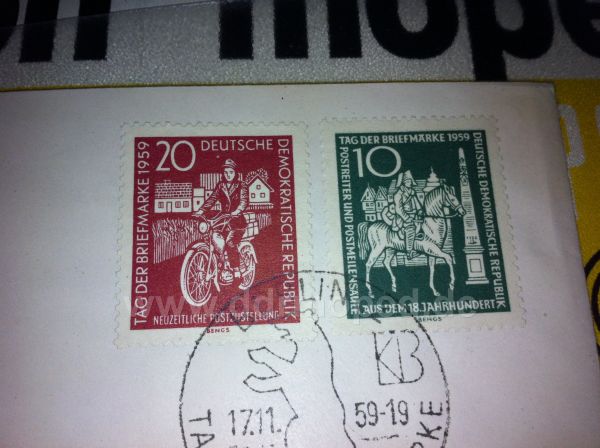 20
DEUTSCHE
DEMOKRATISCHE REPUBLIK
TAG DER BRIEFMARKE 1959
NEUZEITLICHE POSTZUSTELLUNG
BENGS
TAG DER BRIEFMARKE 1959
10
POSTREITER UND POSTMEILENSÄULE
DEUTSCHE DEMOKRATISCHE REPUBLIK
AUS DEM 18. JAHRHUNDERT
BENGS
KB
17.11.
59-19
TA